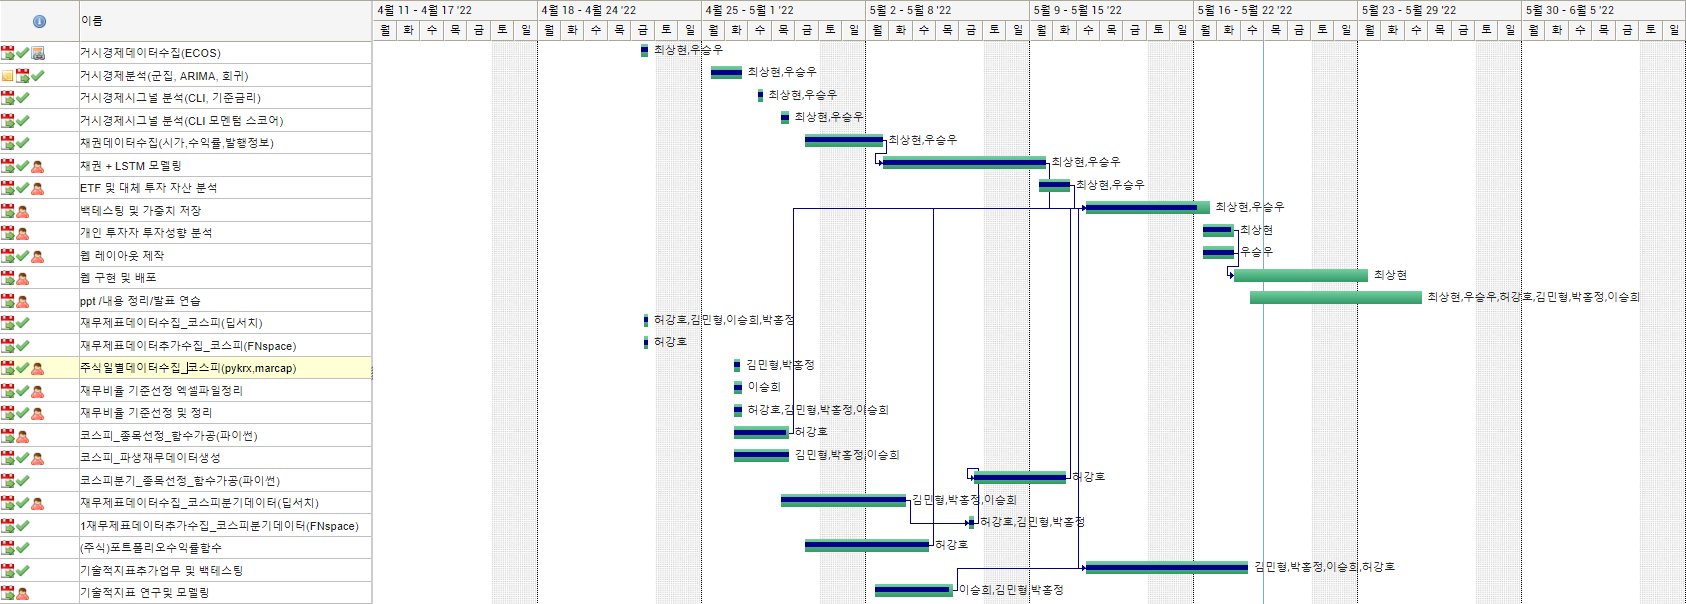 4월 11 - 4월 17 '22 4월 18 - 4월 24 '22 4월 25 - 5월 1 '22 5월 2 - 5월 8 '22 5월 9 - 5월 15 '22 5월 16 - 5월 22 '22 5월 23 - 5월 29 '22 5월 30 - 6월 5 '22
이름
월 화 수 목 금 토 일 월 화 수 목 금 토 일 월 화 수 목 금 토 일 월 화 수 목 금 토 일 월 화 수 목 금 토 일 월 화 수 목 금 토 일 월 화 수 목 금 토 일 월 화 수 목 금 토 일
거시경제데이터수집(ECOS) 최상현,우승우
거시경제분석(군집, ARIMA, 회귀) 최상현,우승우
거시경제시그널 분석(CLI, 기준금리) 최상현,우승우
거시경제시그널 분석(CLI 모멘텀 스코어) 최상현,우승우
채권데이터수집(시가,수익률,발행정보) 최상현,우승우
채권 + LSTM 모델링 최상현,우승우
ETF 및 대체 투자 자산 분석 최상현,우승우
백테스팅 및 가중치 저장 최상현,우승우
개인 투자자 투자성향 분석 최상현
웹 레이아웃 제작 우승우
웹 구현 및 배포 최상현
ppt /내용 정리/발표 연습 최상현,우승우,허강호,김민형,박홍정,이승희
재무제표데이터수집_코스피(딥서치) 허강호,김민형,이승희,박홍정
재무제표데이터추가수집_코스피(FNspace) 허강호
주식일별데이터수집_코스피(pykrx,marcap) 김민형,박홍정
재무비율 기준선정 엑셀파일정리 이승희
재무비율 기준선정 및 정리 허강호,김민형,박홍정,이승희
코스피_종목선정_함수가공(파이썬) 허강호
코스피_파생재무데이터생성 김민형,박홍정,이승희
코스피분기_종목선정_함수가공(파이썬) 허강호
재무제표데이터수집_코스피분기데이터(딥서치) 김민형,박홍정,이승희
1재무제표데이터추가수집_코스피분기데이터(FNspace) 허강호,김민형,박홍정
(주식)포트폴리오수익률함수 허강호
기술적지표추가업무 및 백테스팅 김민형,박홍정,이승희,허강호
기술적지표 연구및 모델링 이승희,김민형,박홍정